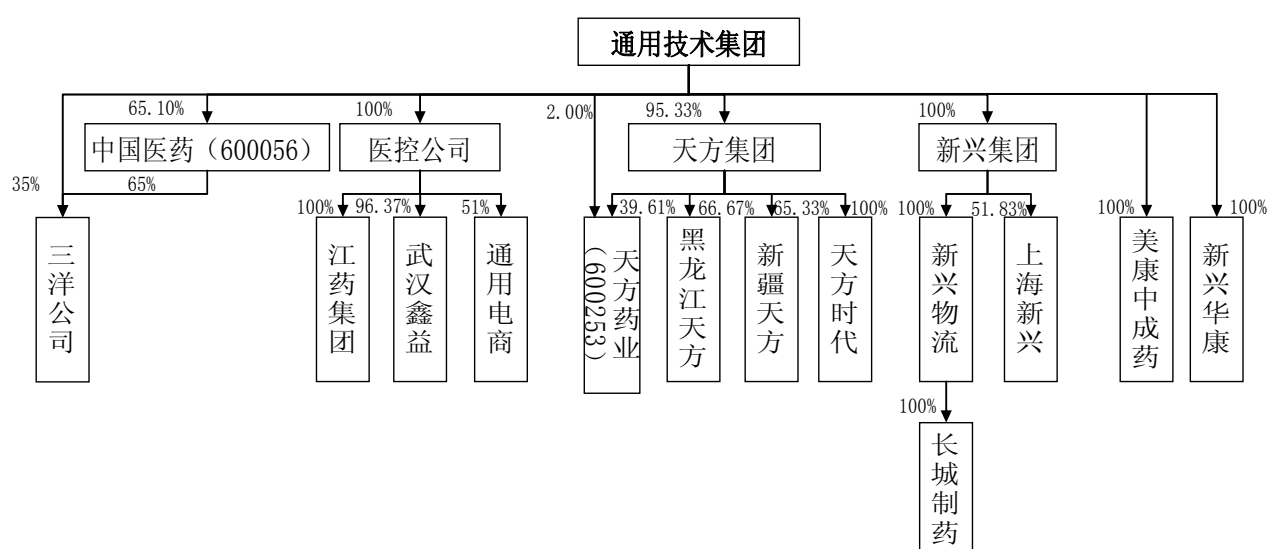 通用技术集团
65.10%
100%
2.00%
95.33%
100%
中国医药（600056）
医控公司
天方集团
新兴集团
35%
65%
100%
96.37%
51%
39.61%
66.67%
65.33%
100%
100%
51.83%
100%
100%
三洋公司
江药集团
武汉鑫益
通用电商
天方药业
（600253）
黑龙江天方
新疆天方
天方时代
新兴物流
上海新兴
美康中成药
新兴华康
100%
长城制药